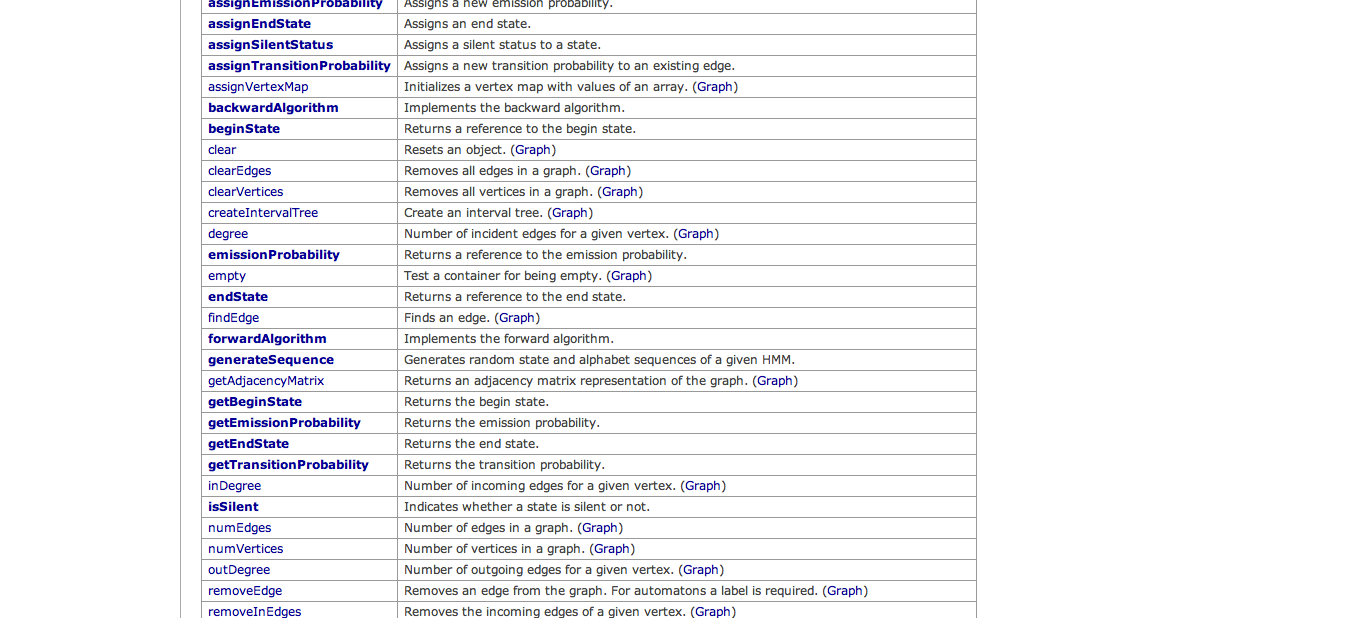 assignEmissionProbability Assigns a new emission probability.
assignEndState Assigns an end state.
assignSilentStatus Assigns a silent status to a state.
assignTransitionProbability Assigns a new transition probability to an existing edge.
assignVertexMap Initializes a vertex map with values of an array. (Graph)
backwardAlgorithm Implements the backward algorithm.
beginState Returns a reference to the begin state.
clear Resets an object. (Graph)
clearEdges Removes all edges in a graph. (Graph)
clearVertices Removes all vertices in a graph. (Graph)
createIntervalTree Create an interval tree. (Graph)
degree Number of incident edges for a given vertex. (Graph)
emissionProbability Returns a reference to the emission probability.
empty Test a container for being empty. (Graph)
endState Returns a reference to the end state.
findEdge Finds an edge. (Graph)
forwardAlgorithm Implements the forward algorithm.
generateSequence Generates random state and alphabet sequences of a given HMM.
getAdjacencyMatrix Returns an adjacency matrix representation of the graph. (Graph)
getBeginState Returns the begin state.
getEmissionProbability Returns the emission probability.
getEndState Returns the end state.
getTransitionProbability Returns the transition probability.
inDegree Number of incoming edges for a given vertex. (Graph)
isSilent Indicates whether a state is silent or not.
numEdges Number of edges in a graph. (Graph)
numVertices Number of vertices in a graph. (Graph)
outDegree Number of outgoing edges for a given vertex. (Graph)
removeEdge Removes an edge from the graph. For automatons a label is required. (Graph)
removeInEdges Removes the incoming edges of a given vertex. (Graph)